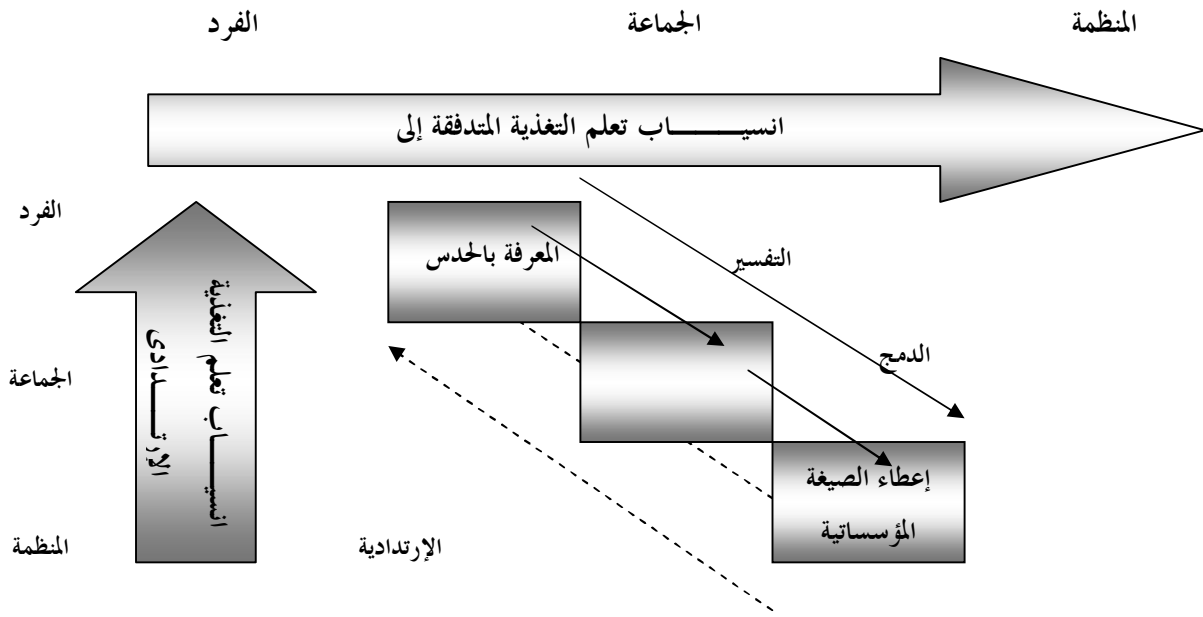 المنظمة الجماعة الفرد
انسيـــــــاب تعلم التغذية المتدفقة إلى
الفرد
المعرفة بالحدس
التفسير
انسيـــــاب تعلم التغذية
الإرتـــــدادى
الجماعة
الدمج
إعطاء الصيغة
المؤسساتية
المنظمة
الإرتدادية